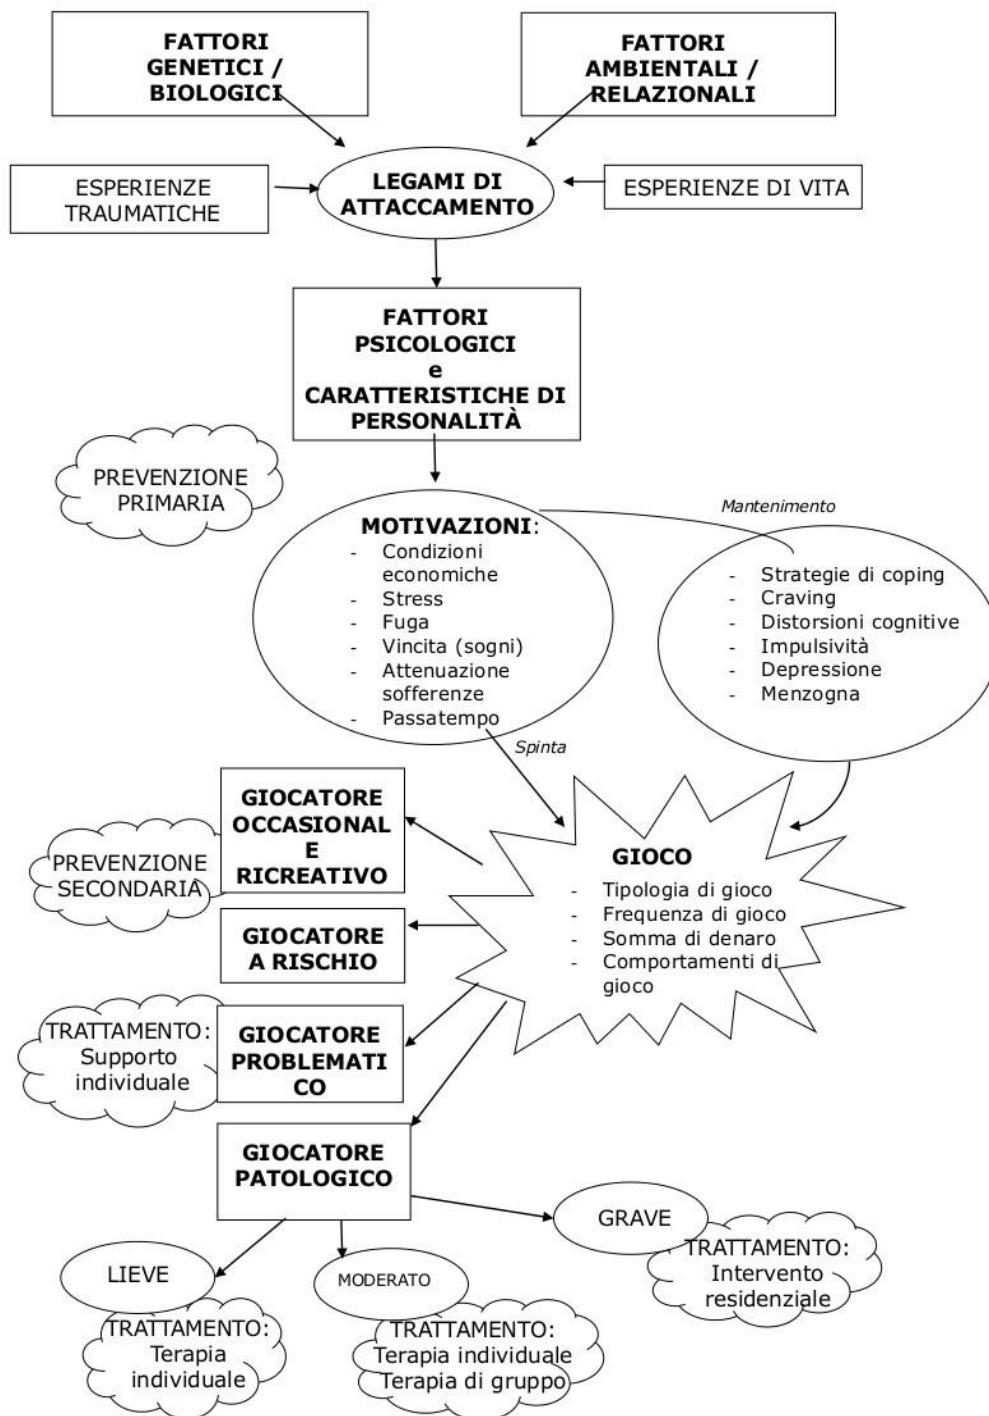 FATTORI
GENETICI /
BIOLOGICI
FATTORI
AMBIENTALI /
RELAZIONALI
ESPERIENZE
TRAUMATICHE
LEGAMI DI
ATTACCAMENTO
ESPERIENZE DI VITA
FATTORI
PSICOLOGICI
e
CARATTERISTICHE DI
PERSONALITÀ
PREVENZIONE
PRIMARIA
MOTIVAZIONI:
- Condizioni
economiche
- Stress
- Fuga
- Vincita (sogni)
- Attenuazione
sofferenze
- Passatempo
Mantenimento
- Strategie di coping
- Craving
- Distorsioni cognitive
- Impulsività
- Depressione
- Menzogna
Spinta
GIOCATORE
OCCASIONAL
E
RICREATIVO
PREVENZIONE
SECONDARIA
GIOCO
- Tipologia di gioco
- Frequenza di gioco
- Somma di denaro
- Comportamenti di
gioco
GIOCATORE
A RISCHIO
TRATTAMENTO:
Supporto
individuale
GIOCATORE
PROBLEMATI
CO
GIOCATORE
PATOLOGICO
GRAVE
TRATTAMENTO:
Intervento
residenziale
LIEVE
TRATTAMENTO:
Terapia
individuale
MODERATO
TRATTAMENTO:
Terapia individuale
Terapia di gruppo